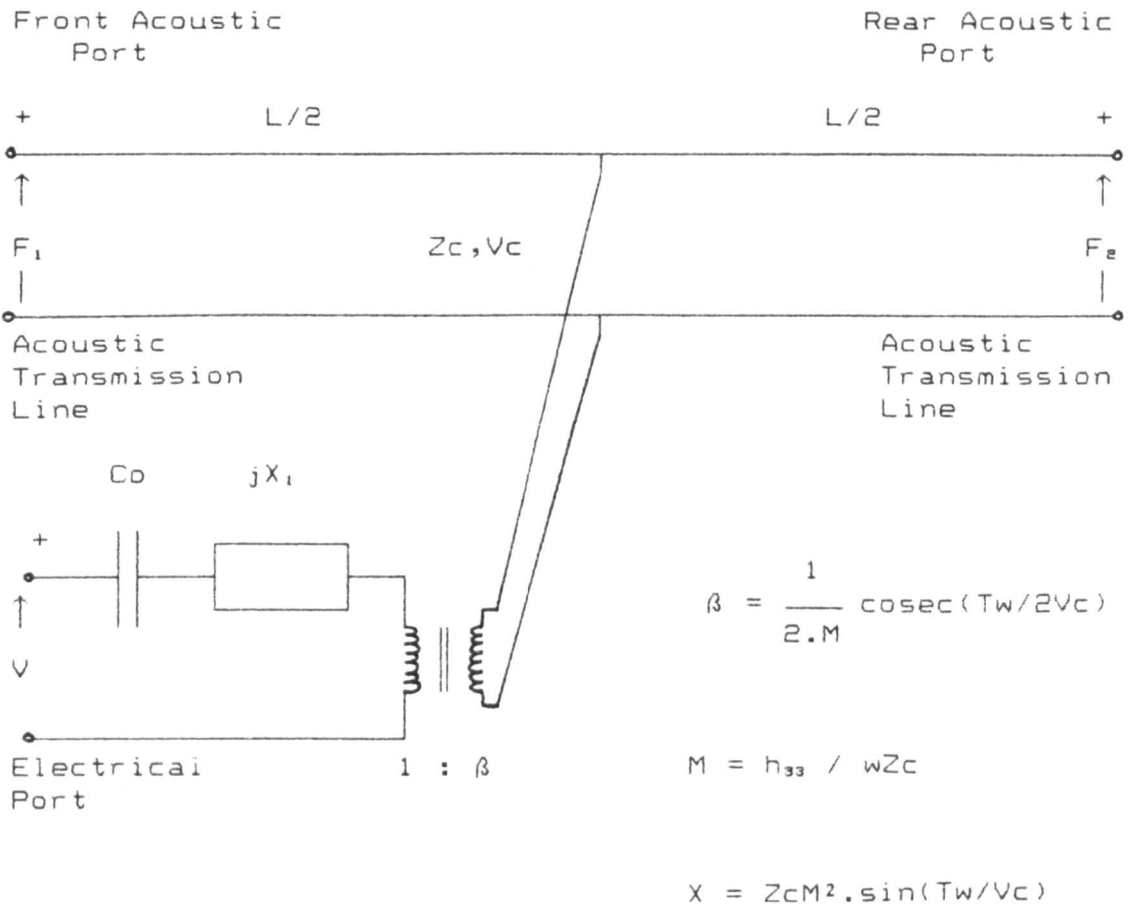 Front Acoustic
Port
Rear Acoustic
Port
+
L/2
L/2
+
F₁
Zc,Vc
F₂
Acoustic
Transmission
Line
Acoustic
Transmission
Line
Co
jX₁
+
V
β = 1/2.M cosec(Tw/2Vc)
Electrical
Port
1 : β
M = h₃₃ / wZc
X = ZcM².sin(Tw/Vc)